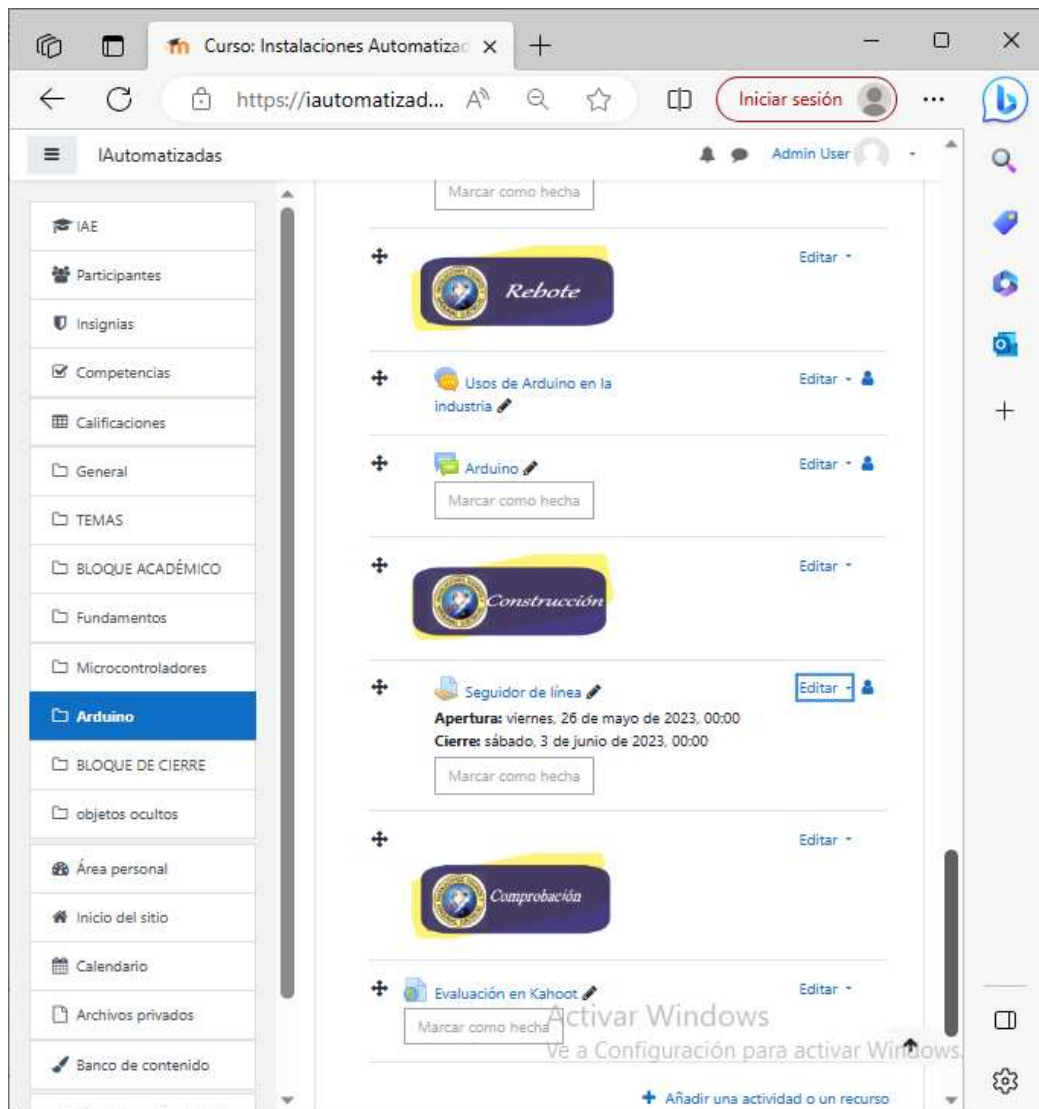 Curso: Instalaciones Automatizac
https://iautomatizad...
Iniciar sesión
IAutomatizadas
Admin User
IAE
Participantes
Insignias
Competencias
Calificaciones
General
TEMAS
BLOQUE ACADÉMICO
Fundamentos
Microcontroladores
Arduino
BLOQUE DE CIERRE
objetos ocultos
Área personal
Inicio del sitio
Calendario
Archivos privados
Banco de contenido
Marcar como hecha
Rebote
Editar
Usos de Arduino en la
industria
Editar
Arduino
Editar
Marcar como hecha
Construcción
Editar
Seguidor de línea
Editar
Apertura: viernes, 26 de mayo de 2023, 00:00
Cierre: sábado, 3 de junio de 2023, 00:00
Marcar como hecha
Editar
Comprobación
Evaluación en Kahoot
Editar
Marcar como hecha
Activar Windows
Ve a Configuración para activar Windows.
Añadir una actividad o un recurso